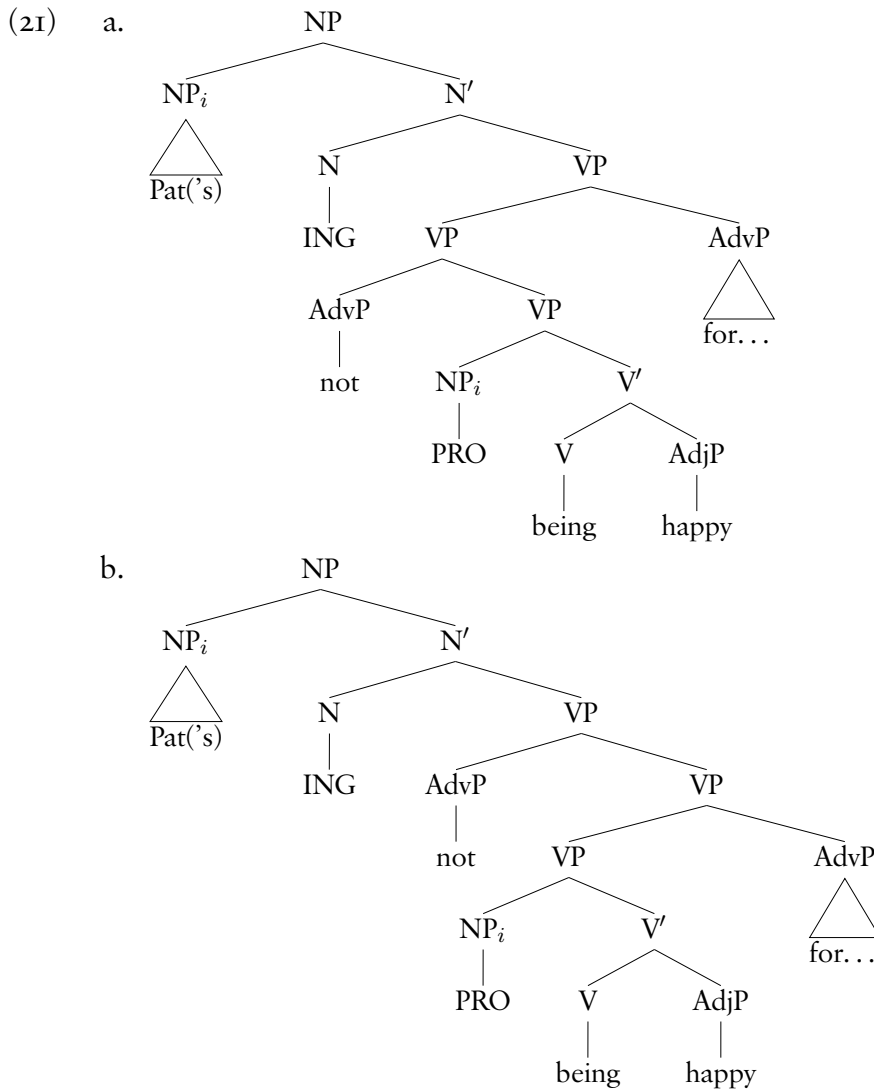 (21) a. NP
NPi N′
Pat('s) N VP
ING VP AdvP
AdvP VP for...
not NPi V′
PRO V AdjP
being happy
b. NP
NPi N′
Pat('s) N VP
ING AdvP VP
not VP AdvP
NPi V′ for...
PRO V AdjP
being happy